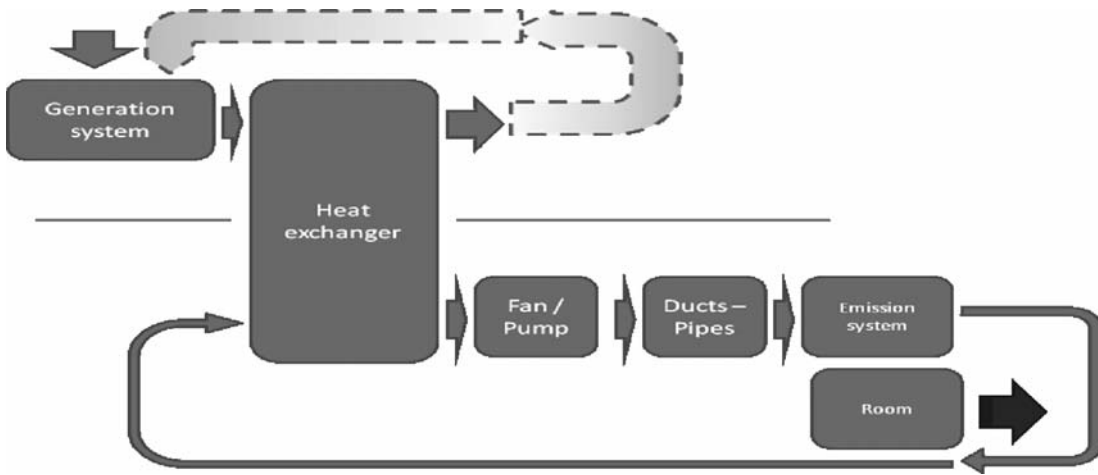 Generation
system
Heat
exchanger
Fan /
Pump
Ducts –
Pipes
Emission
system
Room